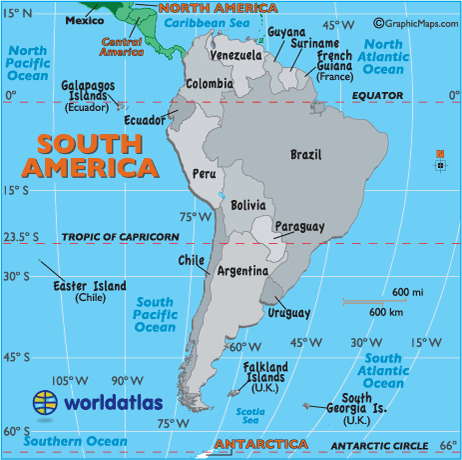 15° N
Mexico
NORTH AMERICA
Caribbean Sea
45° W
©GraphicMaps.com
Central
America
North
Pacific
Ocean
Venezuela
Guyana
Suriname
French
Guiana
(France)
North
Atlantic
Ocean
Colombia
Galapagos
Islands
(Ecuador)
0°
EQUATOR
0°
Ecuador
SOUTH
AMERICA
Brazil
Peru
N
15° S
15° S
75° W
Bolivia
Paraguay
TROPIC OF CAPRICORN
23.5° S
23.5° S
Chile
Argentina
30° S
30° S
Easter Island
(Chile)
600 mi
600 km
South
Pacific
Ocean
Uruguay
60° W
45° W
30° W
15° W
45° S
45° S
Falkland
Islands
(U.K.)
South
Atlantic
Ocean
105° W
90° W
worldatlas
75° W
Scotia
Sea
South
Georgia Is.
(U.K.)
60° S
Southern Ocean
ANTARCTICA
ANTARCTIC CIRCLE
66°